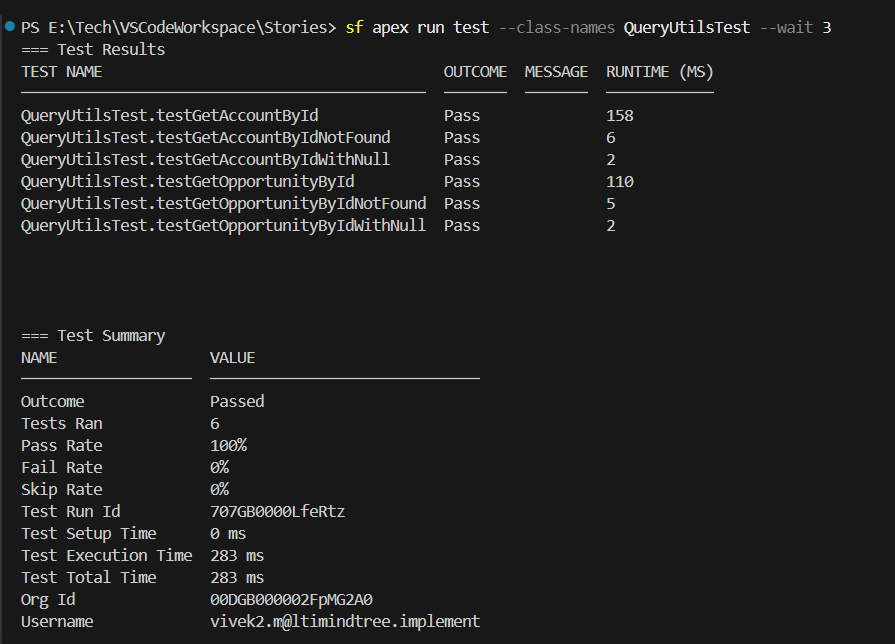 PS E:\Tech\VSCodeWorkspace\Stories> sf apex run test --class-names QueryUtilsTest --wait 3
=== Test Results
TEST NAME OUTCOME MESSAGE RUNTIME (MS)
QueryUtilsTest.testGetAccountById Pass 158
QueryUtilsTest.testGetAccountByIdNotFound Pass 6
QueryUtilsTest.testGetAccountByIdWithNull Pass 2
QueryUtilsTest.testGetOpportunityById Pass 110
QueryUtilsTest.testGetOpportunityByIdNotFound Pass 5
QueryUtilsTest.testGetOpportunityByIdWithNull Pass 2
=== Test Summary
NAME VALUE
Outcome Passed
Tests Ran 6
Pass Rate 100%
Fail Rate 0%
Skip Rate 0%
Test Run Id 707GB0000LfeRtz
Test Setup Time 0 ms
Test Execution Time 283 ms
Test Total Time 283 ms
Org Id 00DGB000002FpMG2A0
Username vivek2.m@ltimindtree.implement